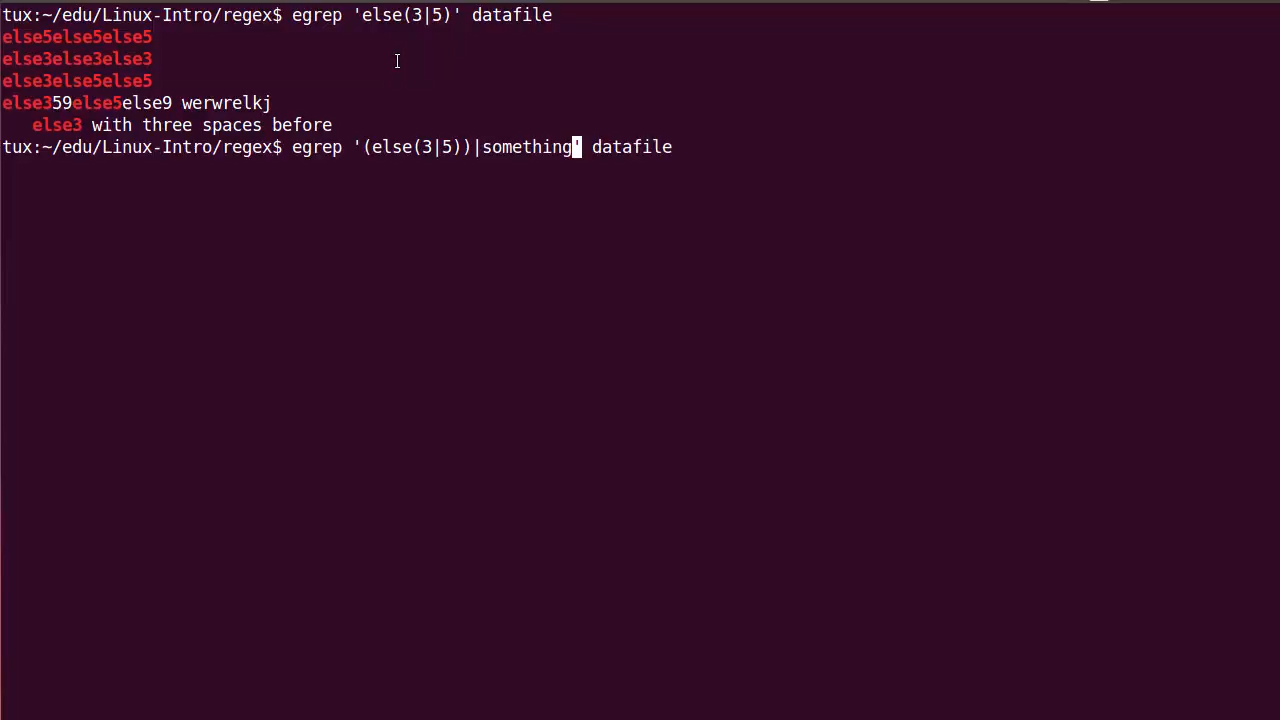 tux:~/edu/Linux-Intro/regex$ egrep 'else(3|5)' datafile
else5else5else5
else3else3else3
else3else5else5
else359else5else9 werwrelkj
   else3 with three spaces before
tux:~/edu/Linux-Intro/regex$ egrep '(else(3|5))|something' datafile